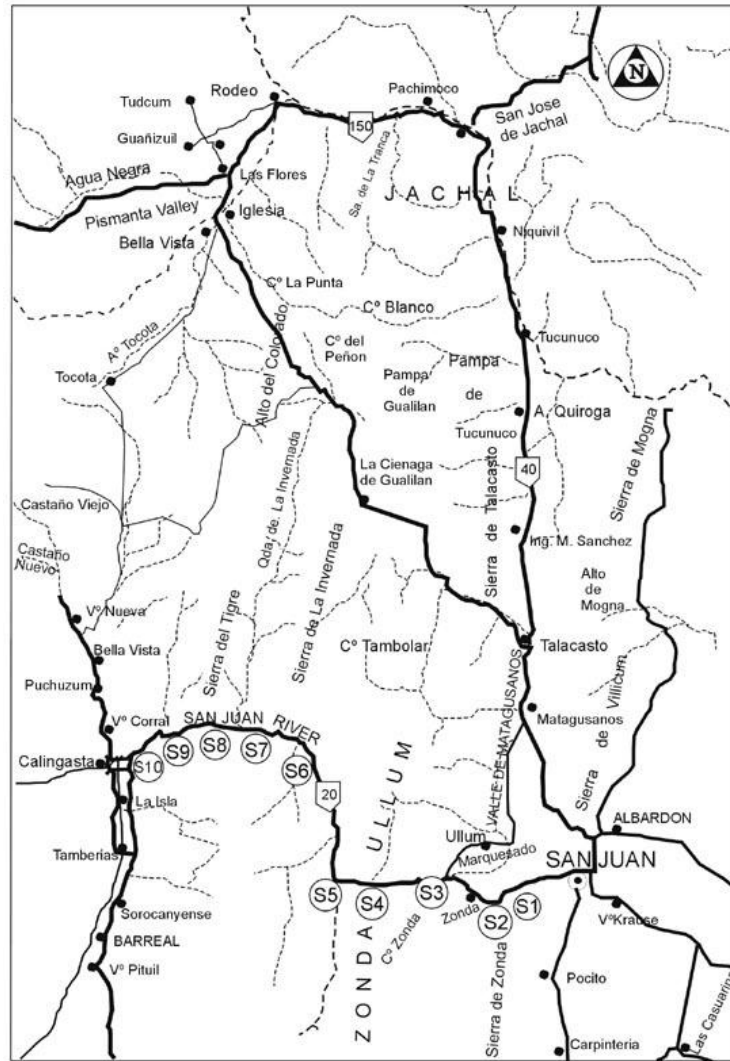 N
Rodeo
Pachimoco
Tudcum
San Jose
de Jachal
150
Guañizuil
Sa. de La Tranca
Agua Negra
Las Flores
JACHAL
Pismanta Valley
Iglesia
Niquivil
Bella Vista
Cº La Punta
Cº Blanco
Aº Tocota
Alto del Colorado
Cº del
Peñon
Tucunuco
Pampa
de
Gualilan
Pampa
de
Tucunuco
Tocota
A. Quiroga
La Cienaga
de Gualilan
40
Sierra de Mogna
Castaño Viejo
Qda. de. La Invernada
Sierra de Talacasto
Ing. M. Sanchez
Castaño
Nuevo
Alto
de
Mogna
Vº Nueva
Sierra del Tigre
Sierra de La Invernada
Cº Tambolar
Talacasto
Bella Vista
Puchuzum
VALLE DE MATAGUSANOS
Matagusanos
Sierra de Villicum
Vº Corral
SAN JUAN RIVER
Calingasta
S10
S9
S8
S7
S6
20
ULLUM
La Isla
Ullum
ALBARDON
Tamberias
Marquesado
SAN JUAN
S5
S4
S3
S2
S1
Zonda
Cº Zonda
Sorocanyense
VºKrause
BARREAL
ZONDA
Sierra de Zonda
Vº Pituil
Pocito
Las Casuarina
Carpinteria